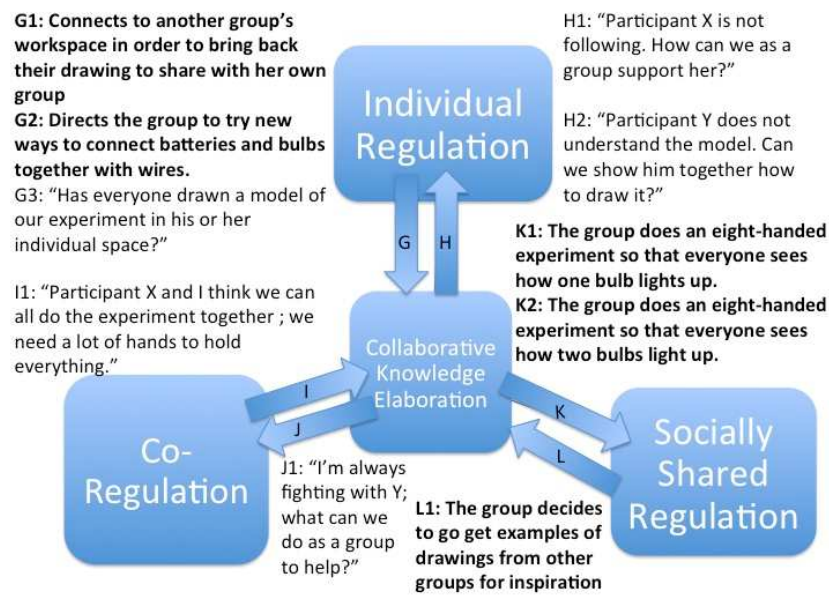 G1: Connects to another group's
workspace in order to bring back
their drawing to share with her own
group
G2: Directs the group to try new
ways to connect batteries and bulbs
together with wires.
G3: “Has everyone drawn a model of
our experiment in his or her
individual space?”
I1: “Participant X and I think we can
all do the experiment together ; we
need a lot of hands to hold
everything.”
Individual
Regulation
H1: “Participant X is not
following. How can we as a
group support her?”
H2: “Participant Y does not
understand the model. Can
we show him together how
to draw it?”
G
H
K1: The group does an eight-handed
experiment so that everyone sees
how one bulb lights up.
K2: The group does an eight-handed
experiment so that everyone sees
how two bulbs light up.
Collaborative
Knowledge
Elaboration
I
J
K
L
Co-
Regulation
J1: “I'm always
fighting with Y;
what can we
do as a group
to help?”
L1: The group decides
to go get examples of
drawings from other
groups for inspiration
Socially
Shared
Regulation